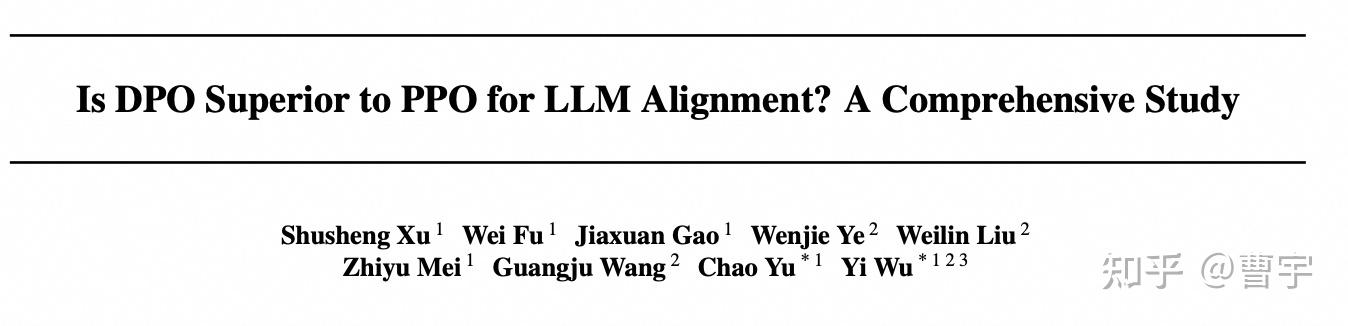 Is DPO Superior to PPO for LLM Alignment? A Comprehensive Study
Shusheng Xu 1 Wei Fu 1 Jiaxuan Gao 1 Wenjie Ye 2 Weilin Liu 2
Zhiyu Mei 1 Guangju Wang 2 Chao Yu * 1 Yi Wu * 1 2 3
知乎 @曹宇